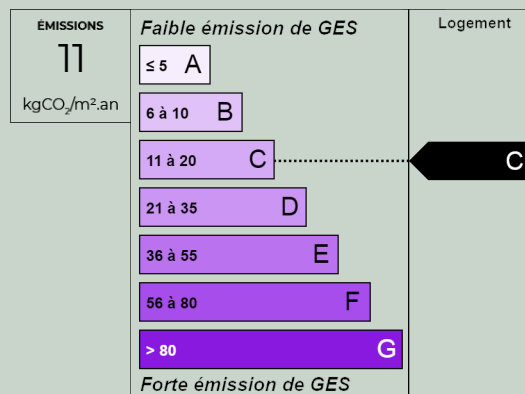 ÉMISSIONS
11
kgCO₂/m².an
Faible émission de GES
≤ 5 A
6 à 10 B
11 à 20 C
21 à 35 D
36 à 55 E
56 à 80 F
> 80 G
Forte émission de GES
Logement
C